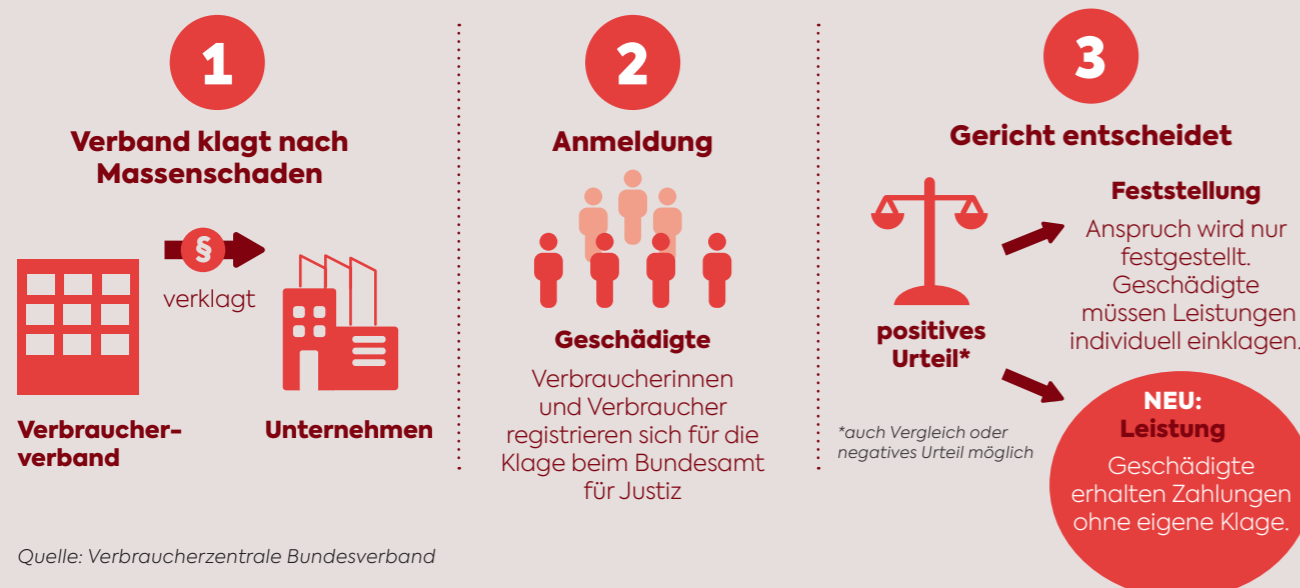 1
Verband klagt nach
Massenschaden
§
verklagt
Verbraucher-
verband
Unternehmen
2
Anmeldung
Geschädigte
Verbraucherinnen
und Verbraucher
registrieren sich für die
Klage beim Bundesamt
für Justiz
3
Gericht entscheidet
positives
Urteil*
*auch Vergleich oder
negatives Urteil möglich
Feststellung
Anspruch wird nur
festgestellt.
Geschädigte
müssen Leistungen
individuell einklagen.
NEU:
Leistung
Geschädigte
erhalten Zahlungen
ohne eigene Klage.
Quelle: Verbraucherzentrale Bundesverband